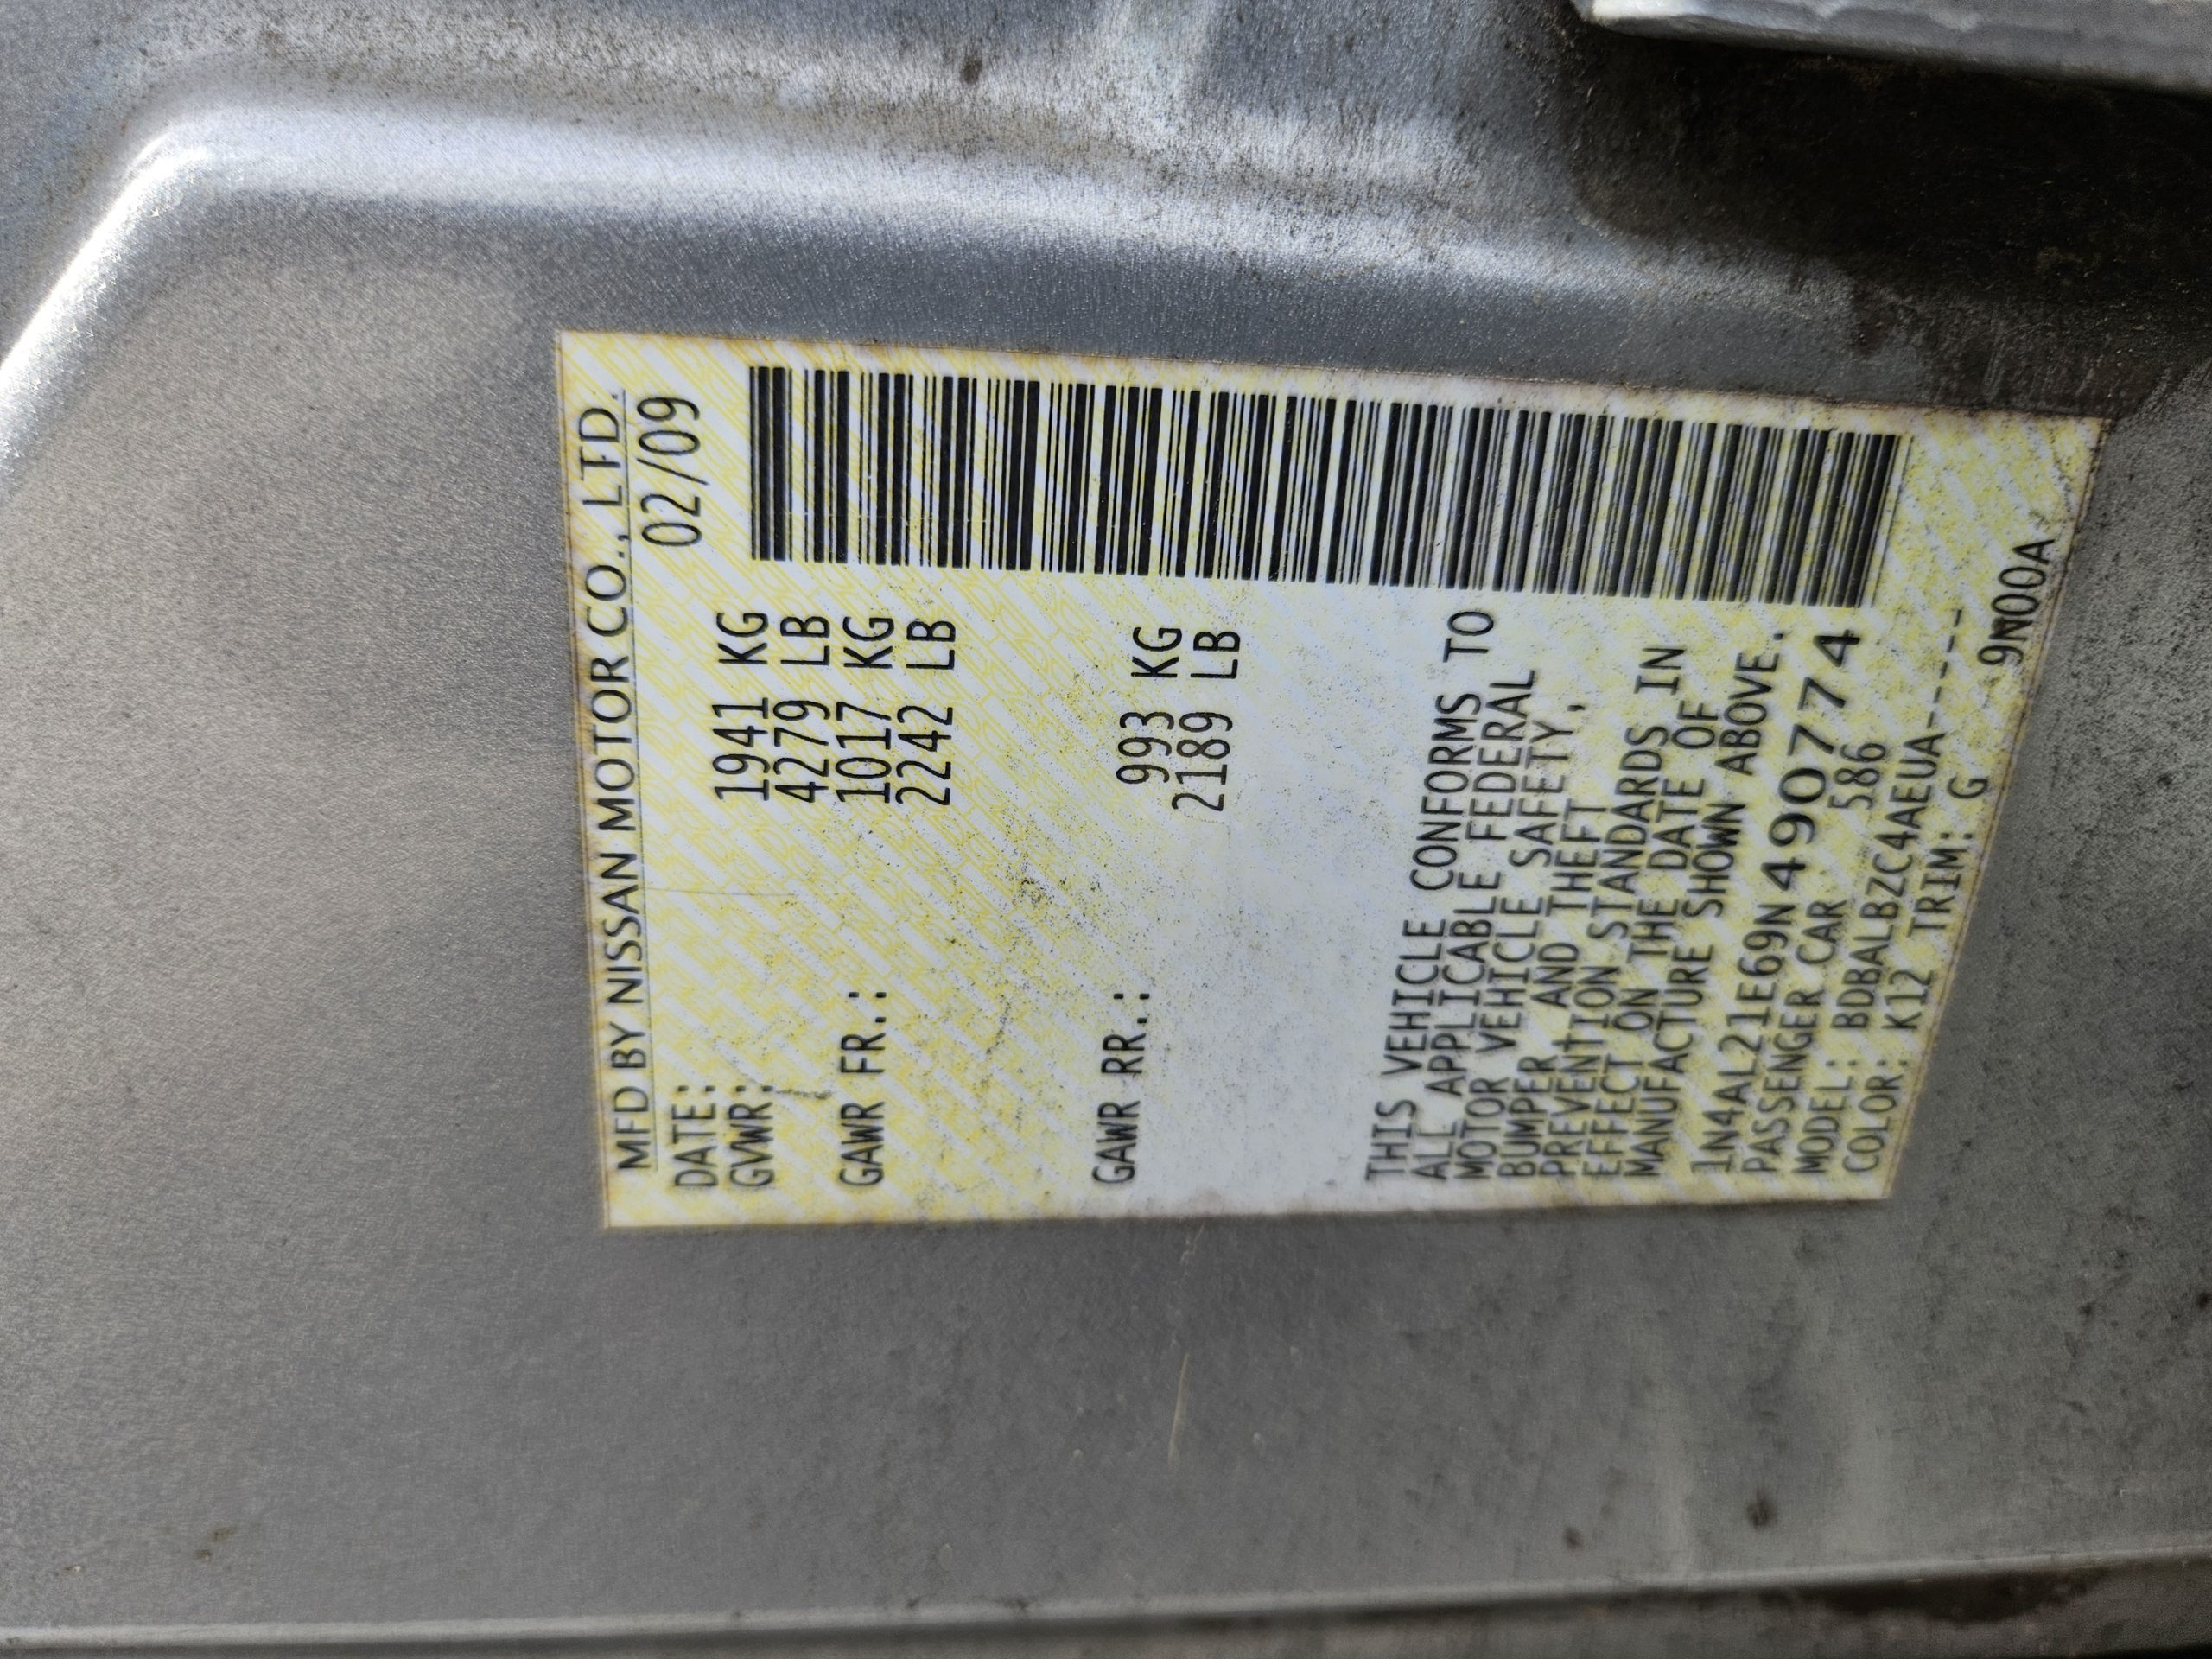 MFD BY NISSAN MOTOR CO., LTD.
DATE: 02/09
GVWR: 1941 KG
4279 LB
GAWR FR.: 1017 KG
2242 LB
GAWR RR.: 993 KG
2189 LB
THIS VEHICLE CONFORMS TO
ALL APPLICABLE FEDERAL
MOTOR VEHICLE SAFETY,
BUMPER AND THEFT
PREVENTION STANDARDS IN
EFFECT ON THE DATE OF
MANUFACTURE SHOWN ABOVE.
1N4AL21E69N490774
PASSENGER CAR 586
MODEL: BDBALBZC4AEUA-----
COLOR: K12 TRIM: G 9N00A